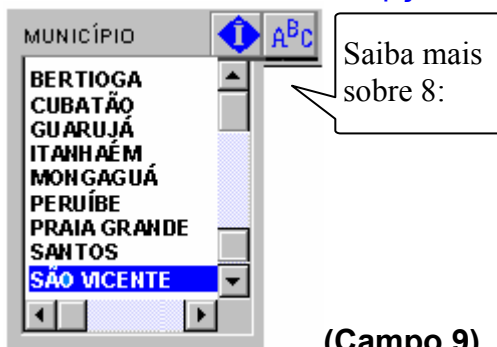 MUNICÍPIO
i ABC
Saiba mais
sobre 8:
BERTIOGA
CUBATÃO
GUARUJÁ
ITANHAÉM
MONGAGUÁ
PERUÍBE
PRAIA GRANDE
SANTOS
SÃO VICENTE
(Campo 9)